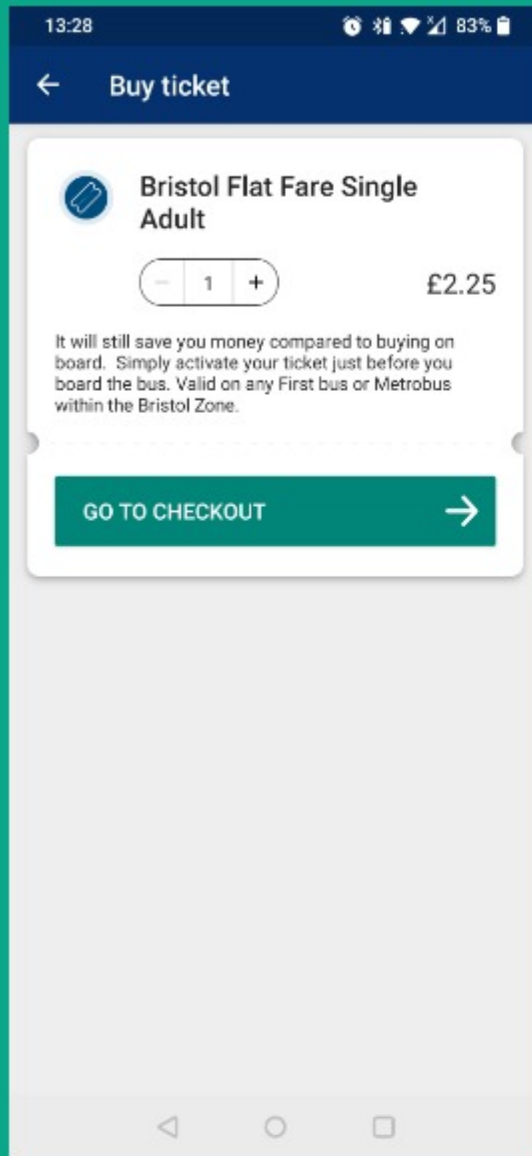 13:28 83%
Buy ticket
Bristol Flat Fare Single
Adult
− 1 + £2.25
It will still save you money compared to buying on
board. Simply activate your ticket just before you
board the bus. Valid on any First bus or Metrobus
within the Bristol Zone.
GO TO CHECKOUT